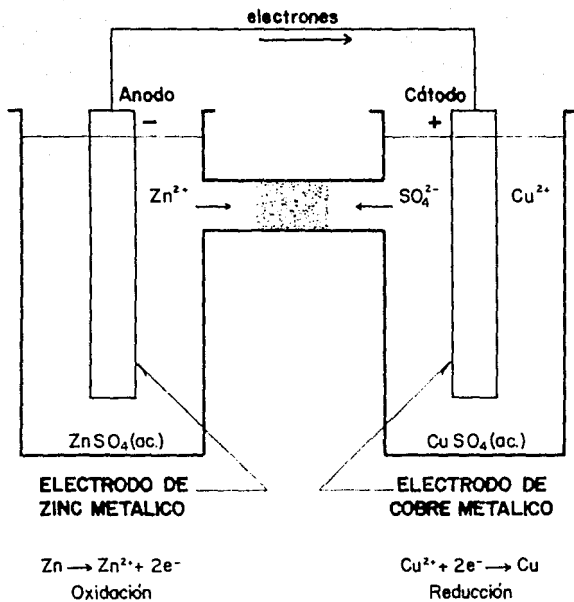 electrones
Anodo
-
Cátodo
+
Zn²⁺
SO₄²⁻
Cu²⁺
ZnSO₄(ac.)
CuSO₄(ac.)
ELECTRODO DE
ZINC METALICO
ELECTRODO DE
COBRE METALICO
Zn → Zn²⁺ + 2e⁻
Oxidación
Cu²⁺ + 2e⁻ → Cu
Reducción